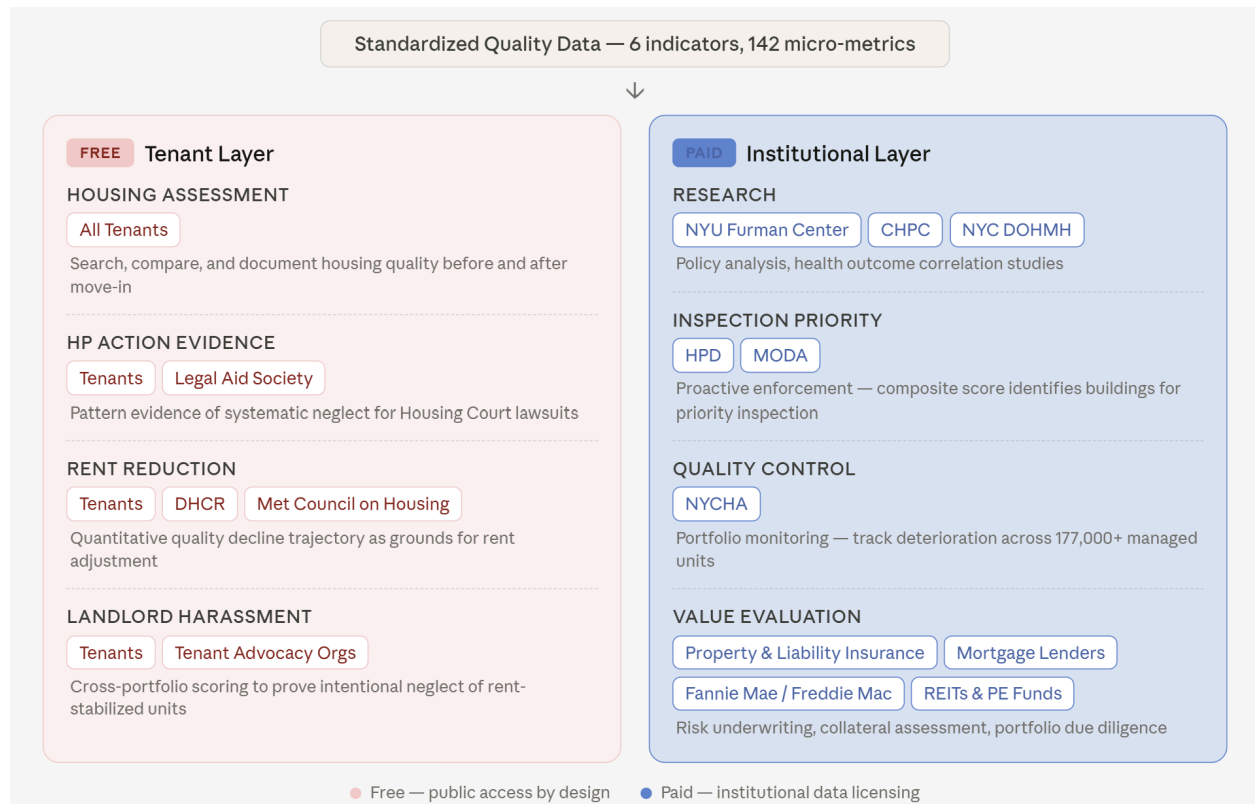 Standardized Quality Data — 6 indicators, 142 micro-metrics
FREE Tenant Layer
HOUSING ASSESSMENT
All Tenants
Search, compare, and document housing quality before and after
move-in
HP ACTION EVIDENCE
Tenants Legal Aid Society
Pattern evidence of systematic neglect for Housing Court lawsuits
RENT REDUCTION
Tenants DHCR Met Council on Housing
Quantitative quality decline trajectory as grounds for rent
adjustment
LANDLORD HARASSMENT
Tenants Tenant Advocacy Orgs
Cross-portfolio scoring to prove intentional neglect of rent-
stabilized units
PAID Institutional Layer
RESEARCH
NYU Furman Center CHPC NYC DOHMH
Policy analysis, health outcome correlation studies
INSPECTION PRIORITY
HPD MODA
Proactive enforcement — composite score identifies buildings for
priority inspection
QUALITY CONTROL
NYCHA
Portfolio monitoring — track deterioration across 177,000+ managed
units
VALUE EVALUATION
Property & Liability Insurance Mortgage Lenders
Fannie Mae / Freddie Mac REITs & PE Funds
Risk underwriting, collateral assessment, portfolio due diligence
Free — public access by design Paid — institutional data licensing